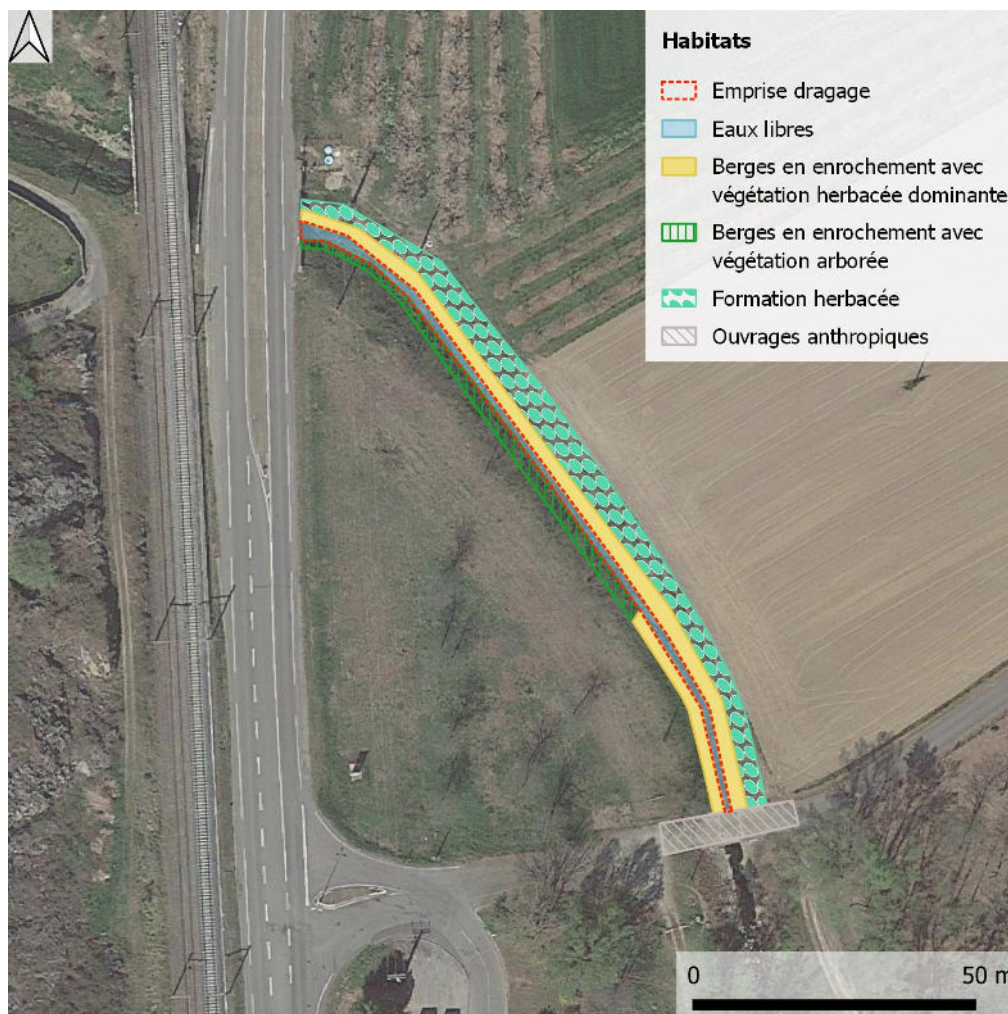 Habitats
Emprise dragage
Eaux libres
Berges en enrochement avec
végétation herbacée dominante
Berges en enrochement avec
végétation arborée
Formation herbacée
Ouvrages anthropiques
0 50 m